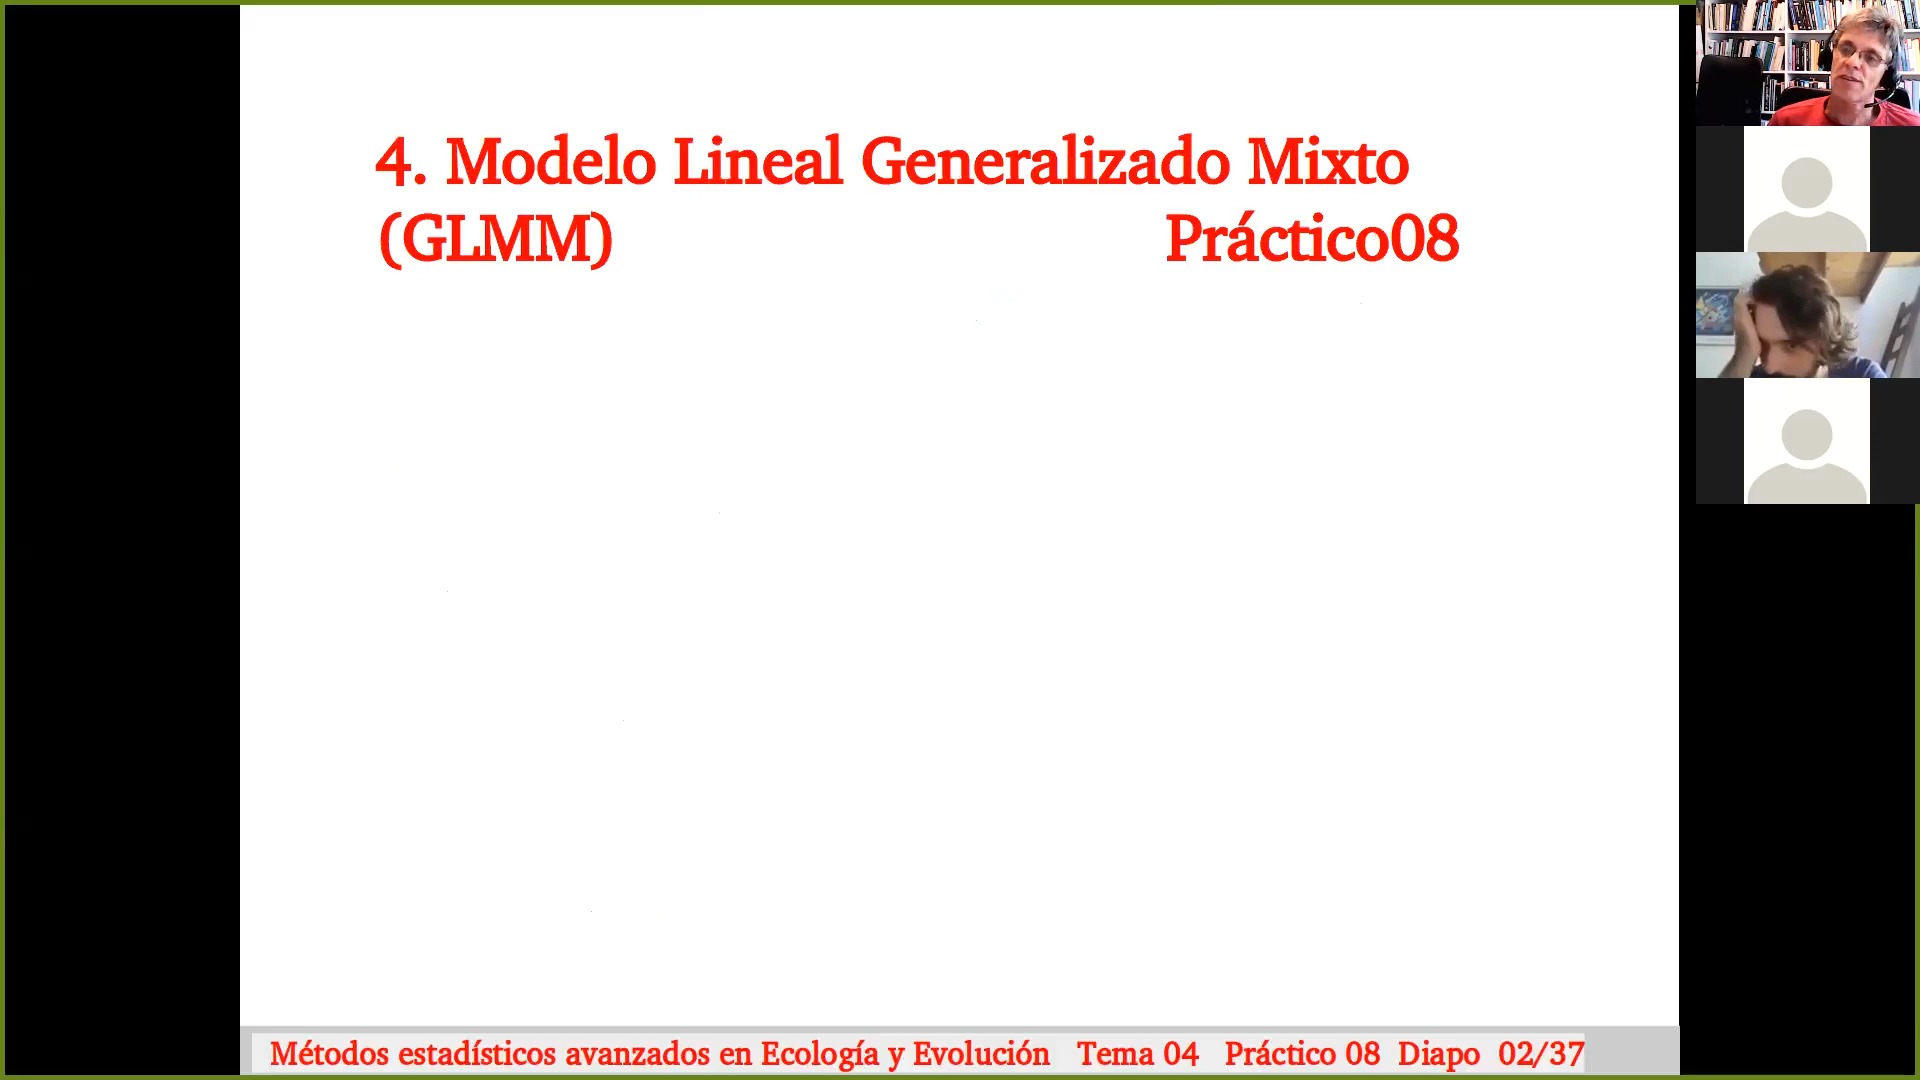 4. Modelo Lineal Generalizado Mixto
(GLMM) Práctico08
Métodos estadísticos avanzados en Ecología y Evolución Tema 04 Práctico 08 Diapo 02/37